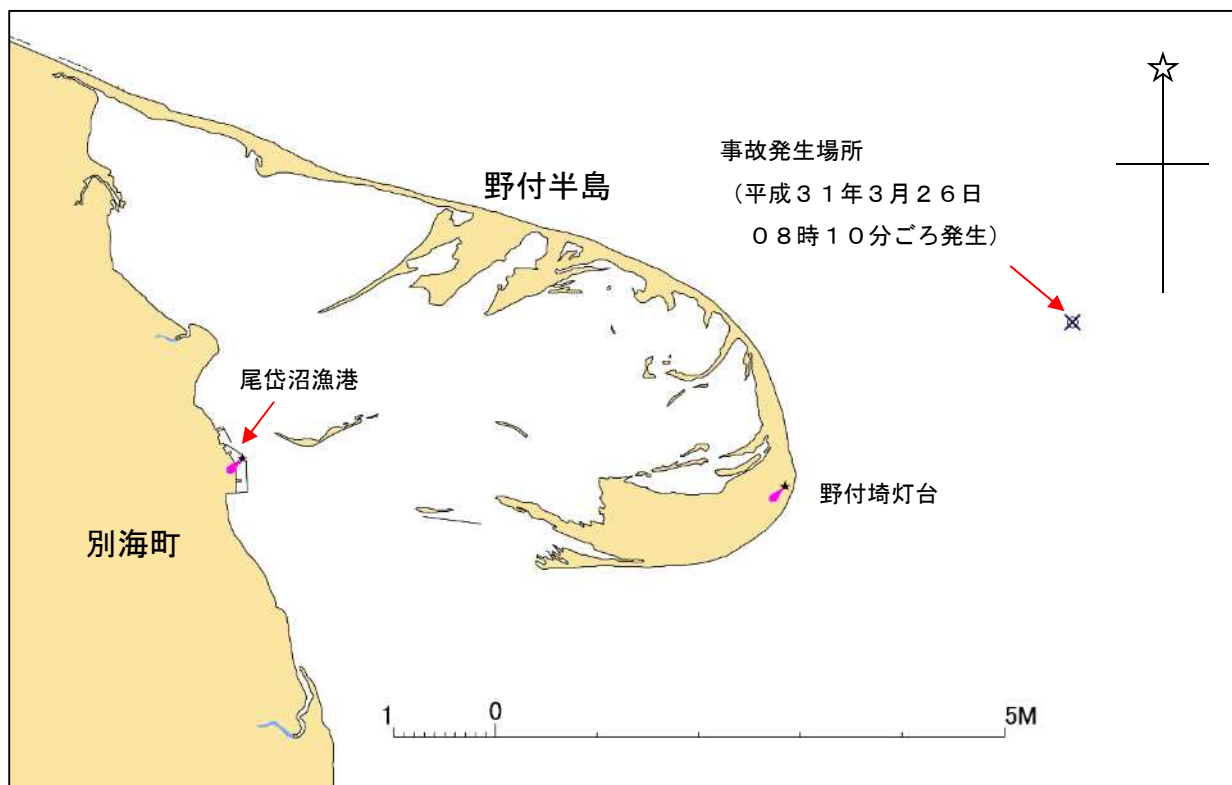 事故発生場所
（平成３１年３月２６日
０８時１０分ごろ発生）
野付半島
尾岱沼漁港
野付埼灯台
別海町
1 0 5M